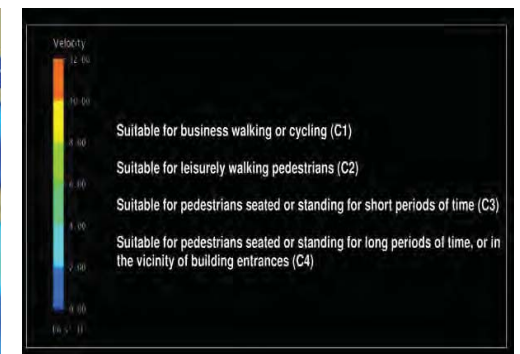 Velocity
12.00
10.00
8.00
Suitable for business walking or cycling (C1)
Suitable for leisurely walking pedestrians (C2)
6.00
Suitable for pedestrians seated or standing for short periods of time (C3)
4.00
Suitable for pedestrians seated or standing for long periods of time, or in
the vicinity of building entrances (C4)
2.00
0.00